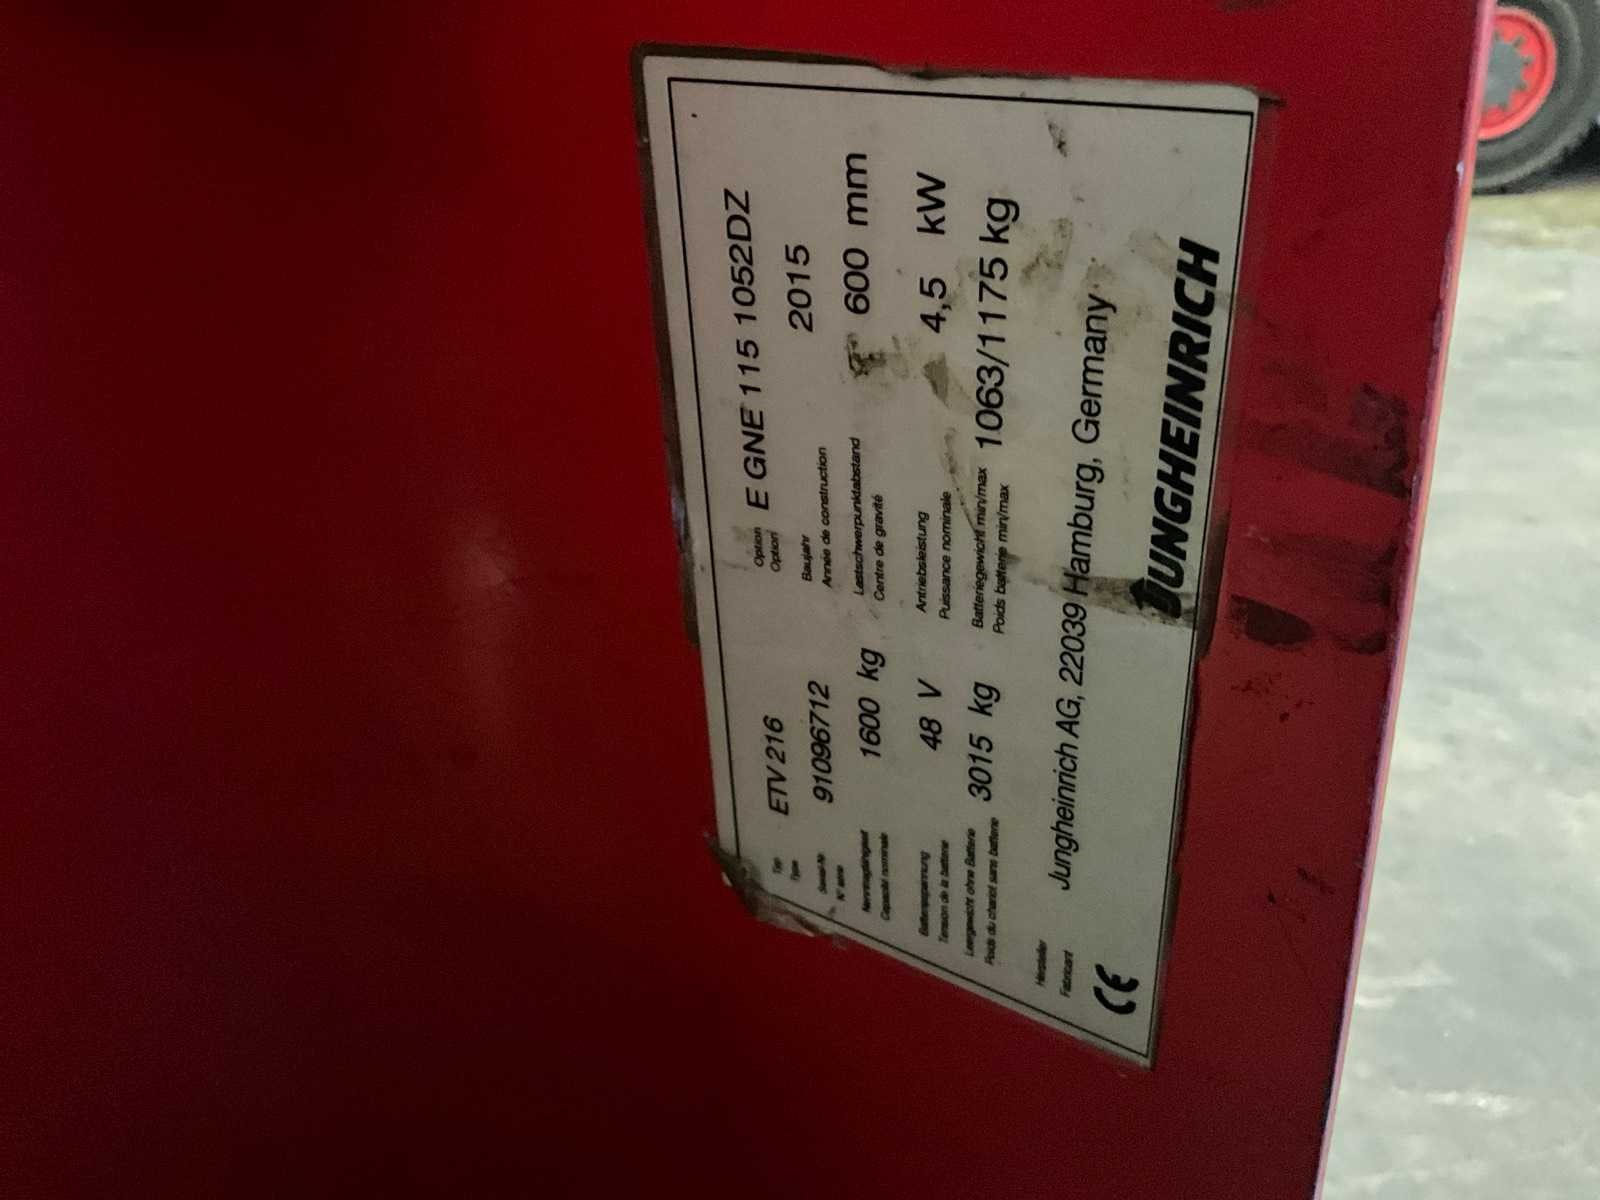 Typ
Type
ETV 216
Option
Option
E GNE 115 1052DZ
Serial-Nr.
N° série
91096712
Baujahr
Année de construction
2015
Nenntragfähigkeit
Capacité nominale
1600 kg
Lastschwerpunktabstand
Centre de gravité
600 mm
Batteriespannung
Tension de la batterie
48 V
Antriebsleistung
Puissance nominale
4,5 kW
Leergewicht ohne Batterie
Poids du chariot sans batterie
3015 kg
Batteriegewicht min/max
Poids batterie min/max
1063/1175 kg
Hersteller
Fabricant
Jungheinrich AG, 22039 Hamburg, Germany
CE
JUNGHEINRICH